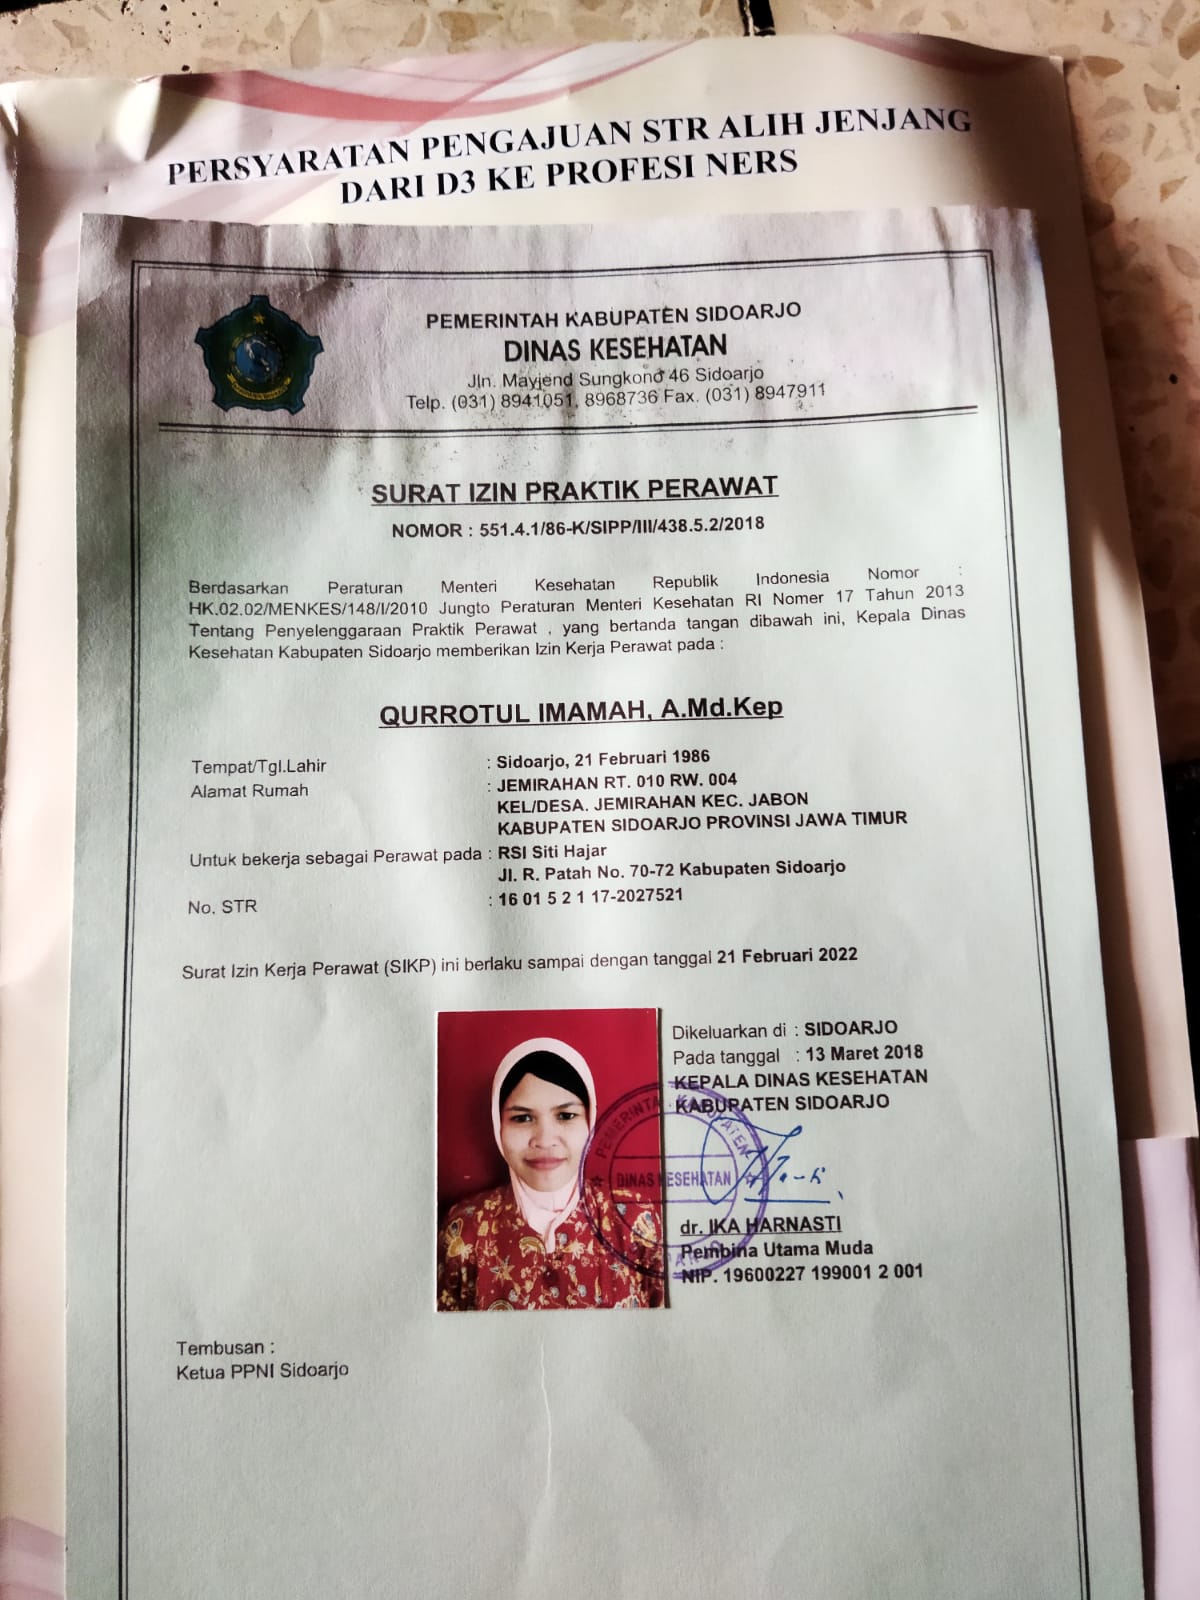 PERSYARATAN PENGAJUAN STR ALIH JENJANG
DARI D3 KE PROFESI NERS
PEMERINTAH KABUPATEN SIDOARJO
DINAS KESEHATAN
Jln. Mayjend Sungkono 46 Sidoarjo
Telp. (031) 8941051, 8968736 Fax. (031) 8947911
SURAT IZIN PRAKTIK PERAWAT
NOMOR : 551.4.1/86-K/SIPP/III/438.5.2/2018
Berdasarkan Peraturan Menteri Kesehatan Republik Indonesia Nomor :
HK.02.02/MENKES/148/I/2010 Jungto Peraturan Menteri Kesehatan RI Nomer 17 Tahun 2013
Tentang Penyelenggaraan Praktik Perawat , yang bertanda tangan dibawah ini, Kepala Dinas
Kesehatan Kabupaten Sidoarjo memberikan Izin Kerja Perawat pada :
QURROTUL IMAMAH, A.Md.Kep
Tempat/Tgl.Lahir : Sidoarjo, 21 Februari 1986
Alamat Rumah : JEMIRAHAN RT. 010 RW. 004
KEL/DESA. JEMIRAHAN KEC. JABON
KABUPATEN SIDOARJO PROVINSI JAWA TIMUR
Untuk bekerja sebagai Perawat pada : RSI Siti Hajar
Jl. R. Patah No. 70-72 Kabupaten Sidoarjo
No. STR : 16 01 5 2 1 17-2027521
Surat Izin Kerja Perawat (SIKP) ini berlaku sampai dengan tanggal 21 Februari 2022
Dikeluarkan di : SIDOARJO
Pada tanggal : 13 Maret 2018
KEPALA DINAS KESEHATAN
KABUPATEN SIDOARJO
PEMERINTA KABUPATEN
DINAS KESEHATAN
dr. IKA HARNASTI
Pembina Utama Muda
NIP. 19600227 199001 2 001
Tembusan :
Ketua PPNI Sidoarjo